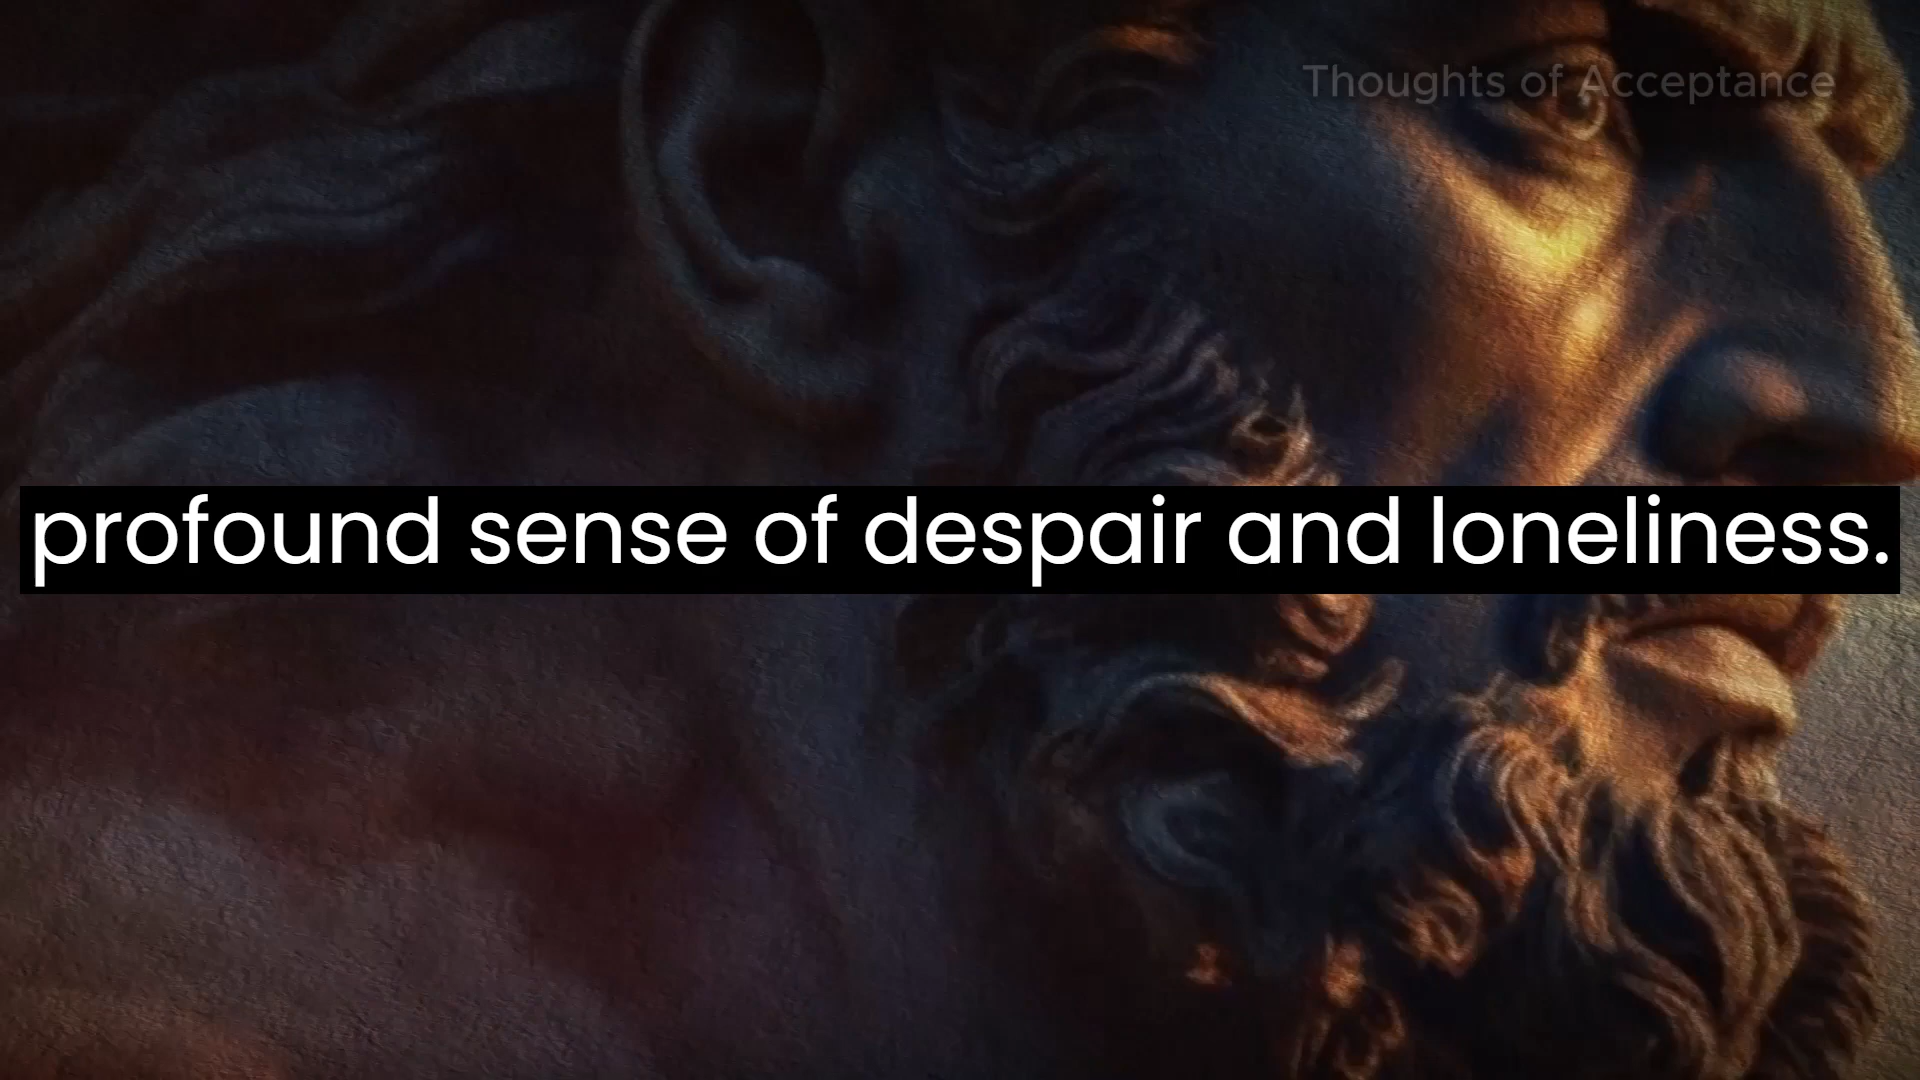 Thoughts of Acceptance
profound sense of despair and loneliness.